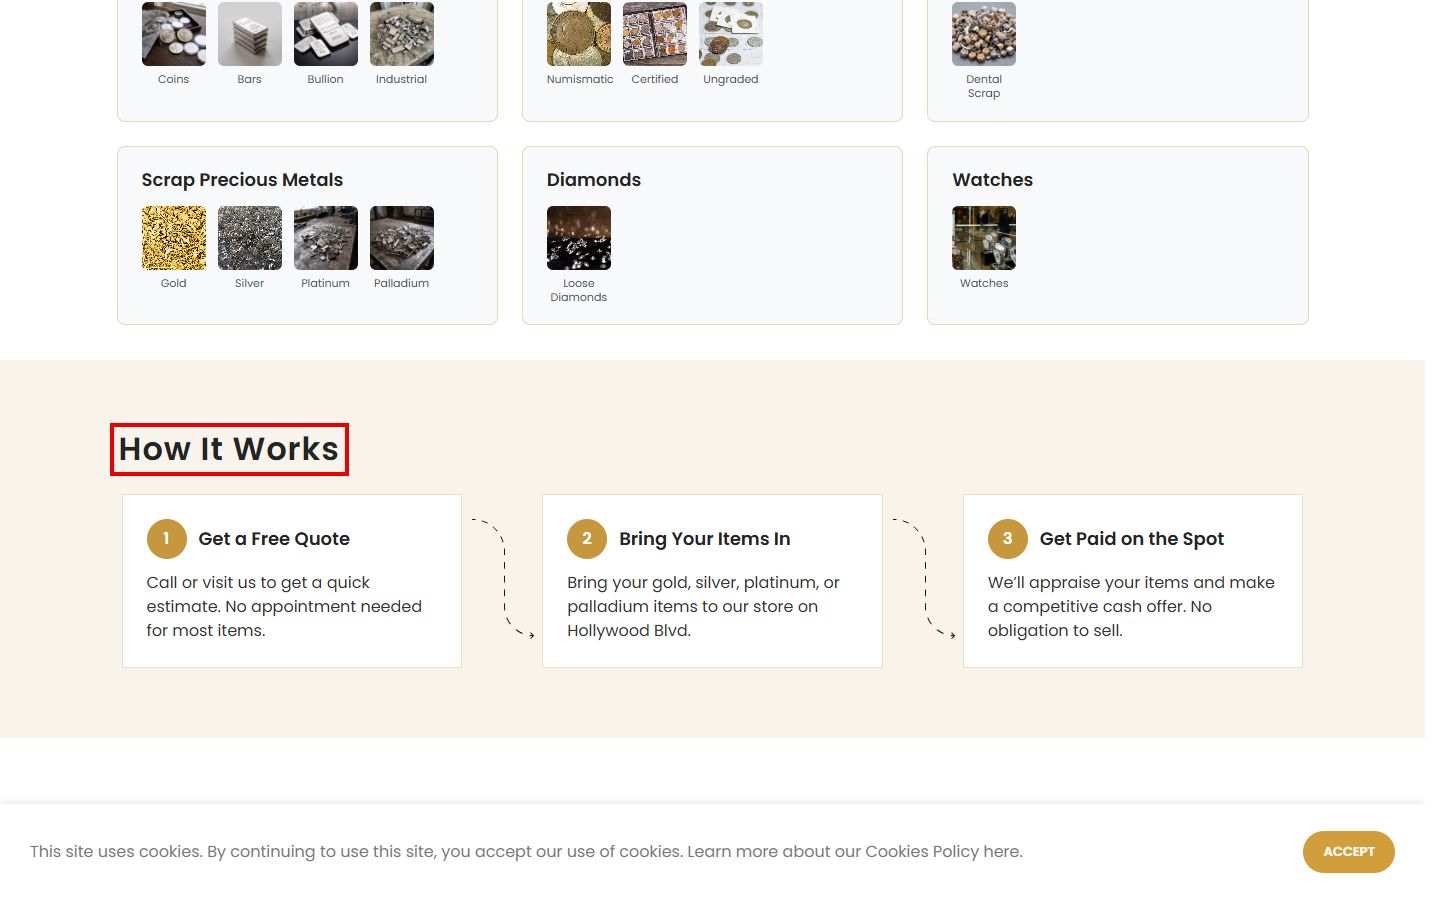 Coins
Bars
Bullion
Industrial
Numismatic
Certified
Ungraded
Dental
Scrap
Scrap Precious Metals
Gold
Silver
Platinum
Palladium
Diamonds
Loose
Diamonds
Watches
Watches
How It Works
1 Get a Free Quote
Call or visit us to get a quick
estimate. No appointment needed
for most items.
2 Bring Your Items In
Bring your gold, silver, platinum, or
palladium items to our store on
Hollywood Blvd.
3 Get Paid on the Spot
We’ll appraise your items and make
a competitive cash offer. No
obligation to sell.
This site uses cookies. By continuing to use this site, you accept our use of cookies. Learn more about our Cookies Policy here.
ACCEPT